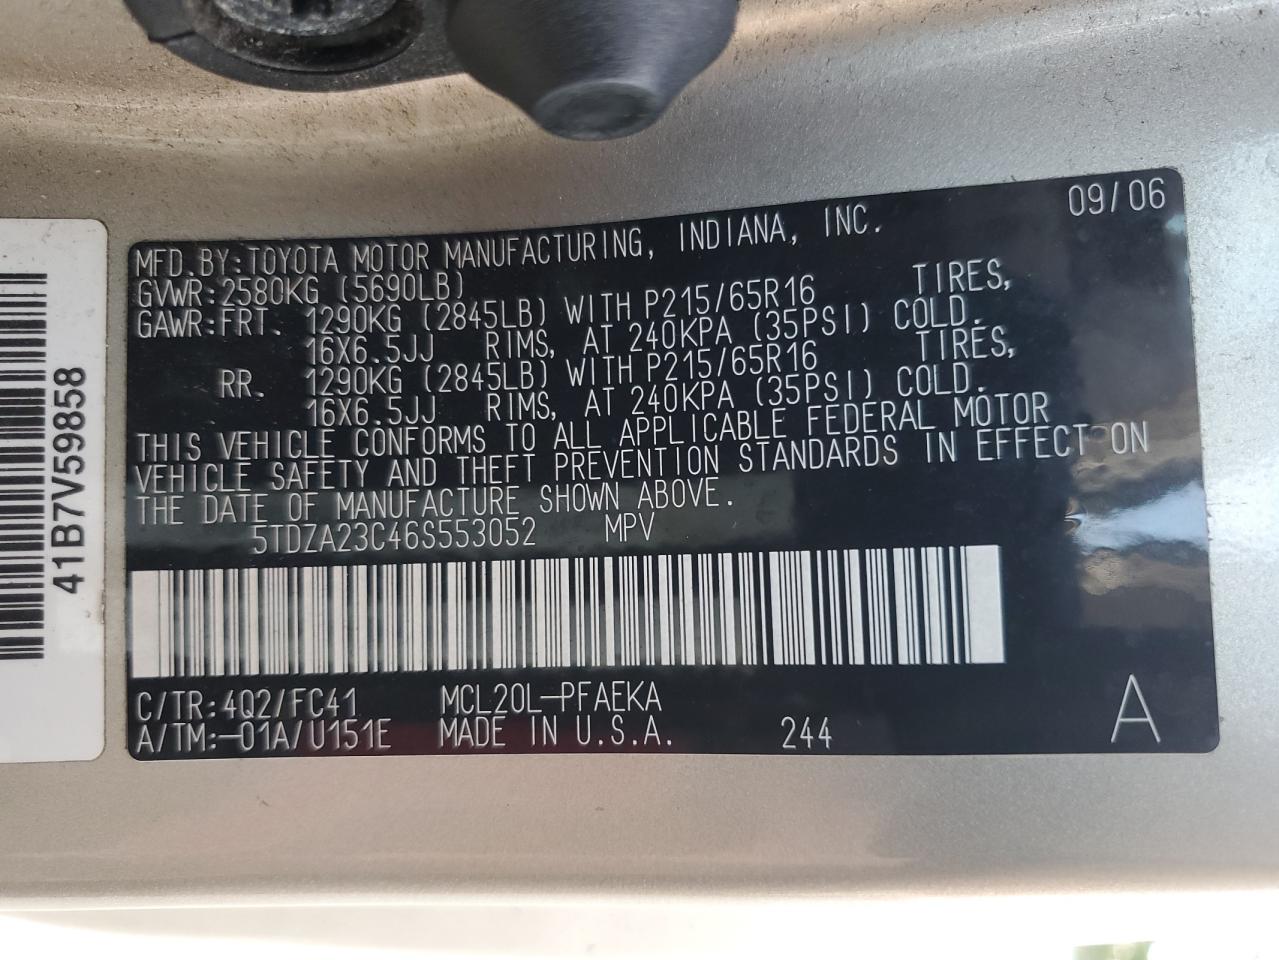 09/06
MFD.BY:TOYOTA MOTOR MANUFACTURING, INDIANA, INC.
GVWR:2580KG (5690LB)
GAWR:FRT. 1290KG (2845LB) WITH P215/65R16 TIRES,
16X6.5JJ RIMS, AT 240KPA (35PSI) COLD.
RR. 1290KG (2845LB) WITH P215/65R16 TIRES,
16X6.5JJ RIMS, AT 240KPA (35PSI) COLD.
THIS VEHICLE CONFORMS TO ALL APPLICABLE FEDERAL MOTOR
VEHICLE SAFETY AND THEFT PREVENTION STANDARDS IN EFFECT ON
THE DATE OF MANUFACTURE SHOWN ABOVE.
5TDZA23C46S553052 MPV
C/TR:4Q2/FC41 MCL20L-PFAEKA
A/TM:-01A/U151E MADE IN U.S.A. 244 A
41B7V59858